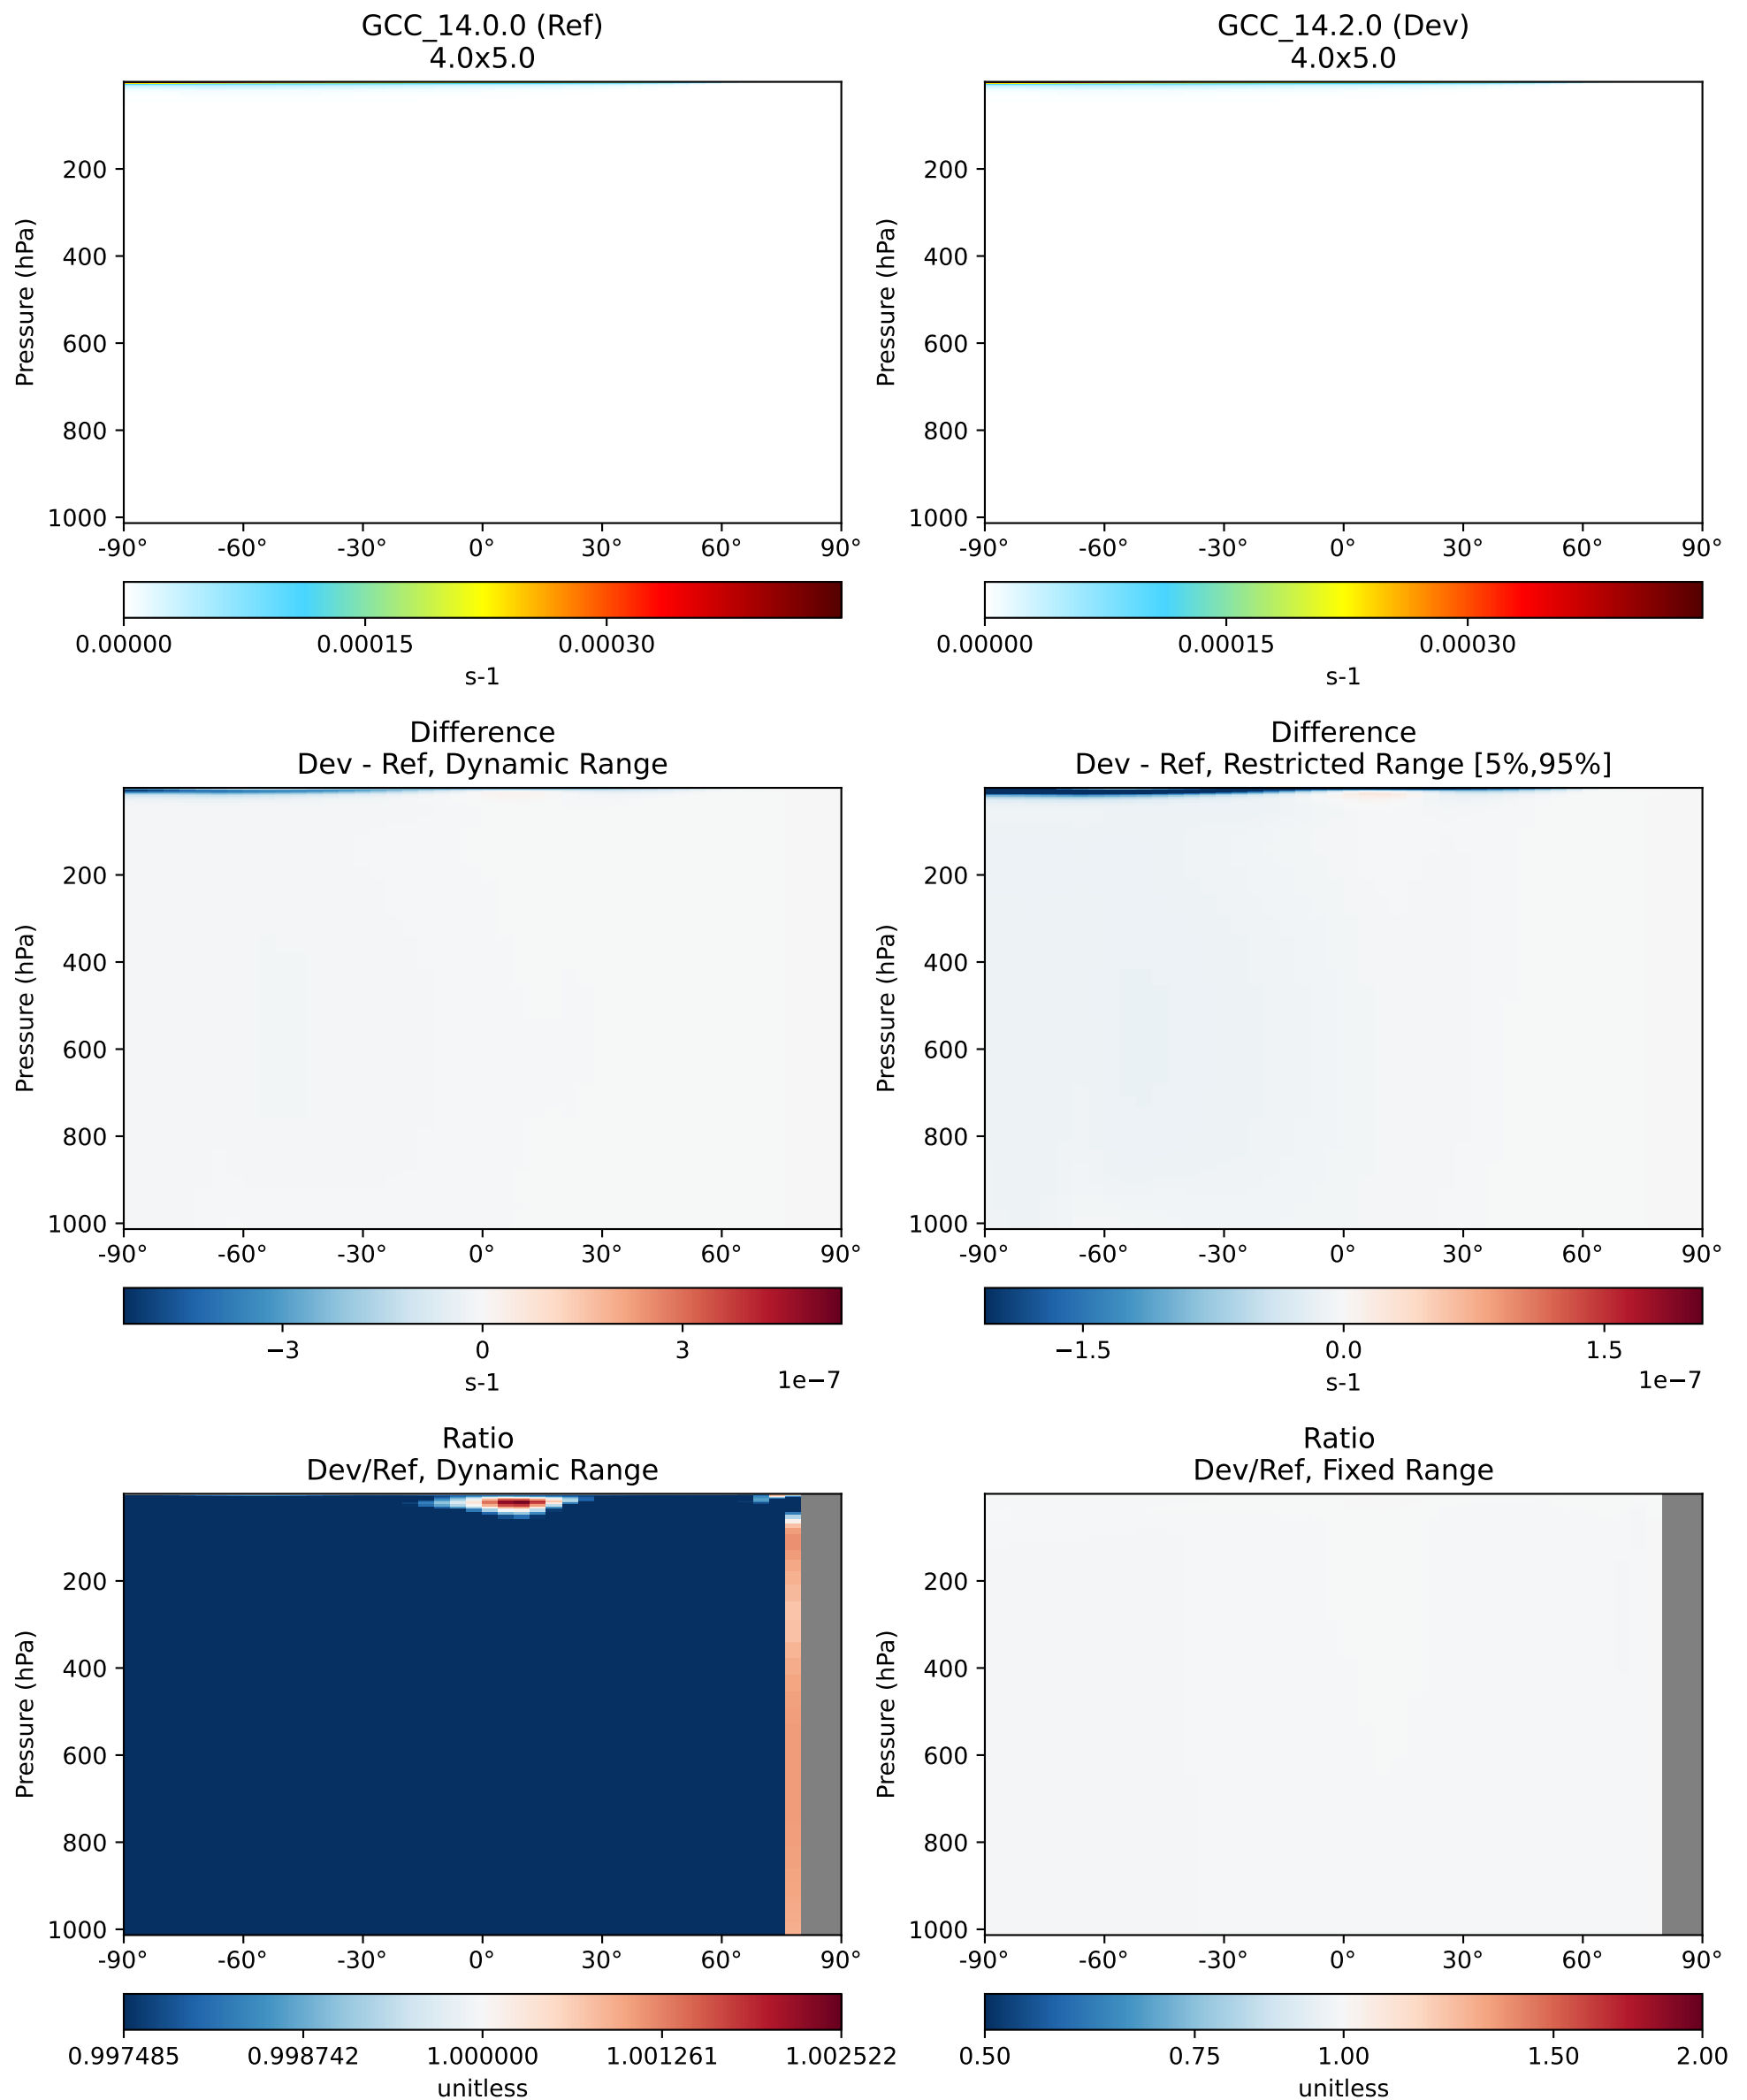 GCC_14.0.0 (Ref)
4.0x5.0
Pressure (hPa)
200
400
600
800
1000
-90° -60° -30° 0° 30° 60° 90°
0.00000 0.00015 0.00030
s-1
GCC_14.2.0 (Dev)
4.0x5.0
Pressure (hPa)
200
400
600
800
1000
-90° -60° -30° 0° 30° 60° 90°
0.00000 0.00015 0.00030
s-1
Difference
Dev - Ref, Dynamic Range
Pressure (hPa)
200
400
600
800
1000
-90° -60° -30° 0° 30° 60° 90°
−3 0 3
1e−7
s-1
Difference
Dev - Ref, Restricted Range [5%,95%]
Pressure (hPa)
200
400
600
800
1000
-90° -60° -30° 0° 30° 60° 90°
−1.5 0.0 1.5
1e−7
s-1
Ratio
Dev/Ref, Dynamic Range
Pressure (hPa)
200
400
600
800
1000
-90° -60° -30° 0° 30° 60° 90°
0.997485 0.998742 1.000000 1.001261 1.002522
unitless
Ratio
Dev/Ref, Fixed Range
Pressure (hPa)
200
400
600
800
1000
-90° -60° -30° 0° 30° 60° 90°
0.50 0.75 1.00 1.50 2.00
unitless